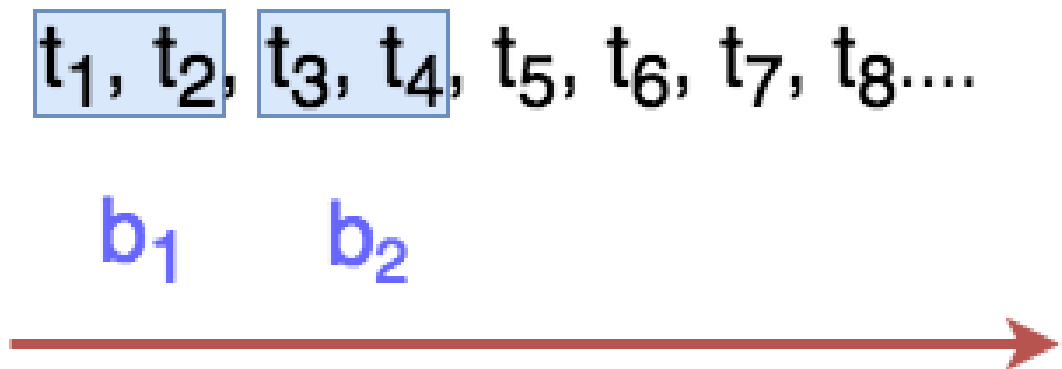 t₁, t₂, t₃, t₄, t₅, t₆, t₇, t₈....
b₁ b₂